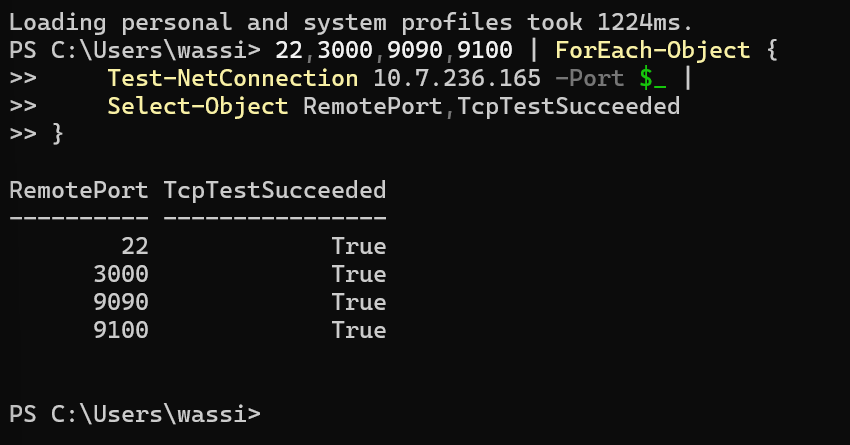 Loading personal and system profiles took 1224ms.
PS C:\Users\wassi> 22,3000,9090,9100 | ForEach-Object {
>>     Test-NetConnection 10.7.236.165 -Port $_ |
>>     Select-Object RemotePort,TcpTestSucceeded
>> }
RemotePort TcpTestSucceeded
---------- ----------------
        22             True
      3000             True
      9090             True
      9100             True
PS C:\Users\wassi>